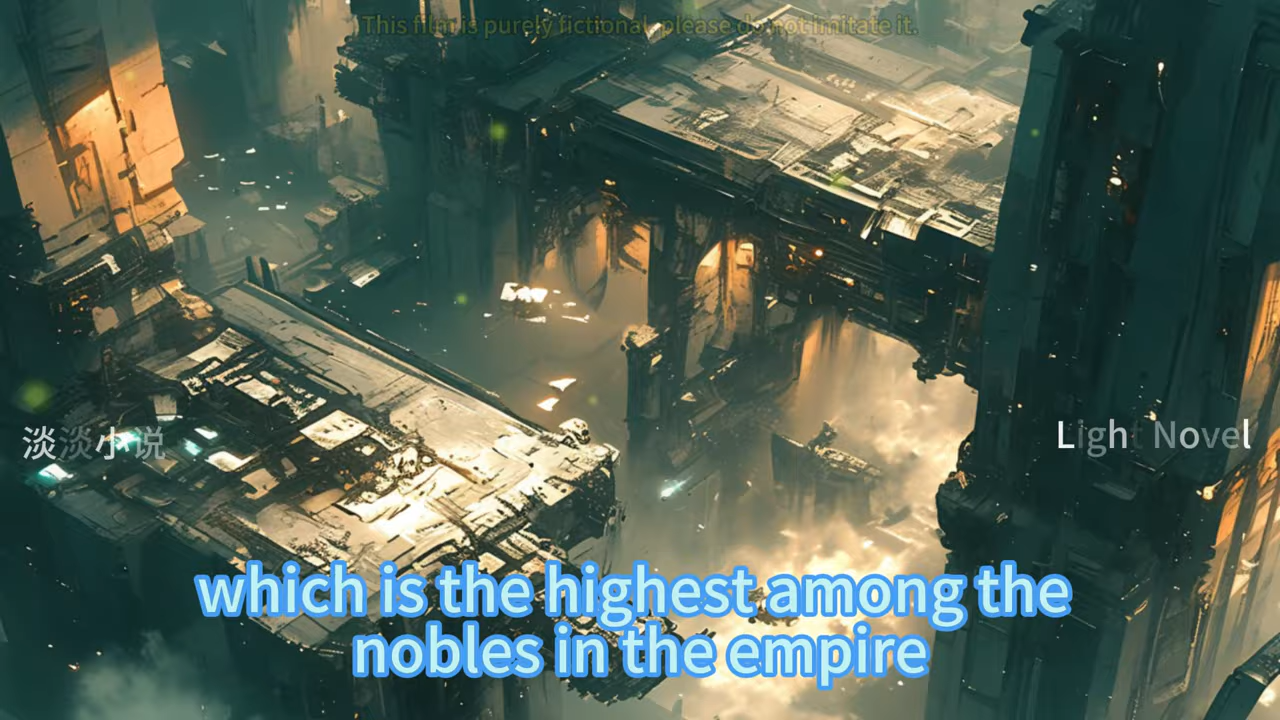 This film is purely fictional, please do not imitate it.
淡淡小说
Light Novel
which is the highest among the
nobles in the empire